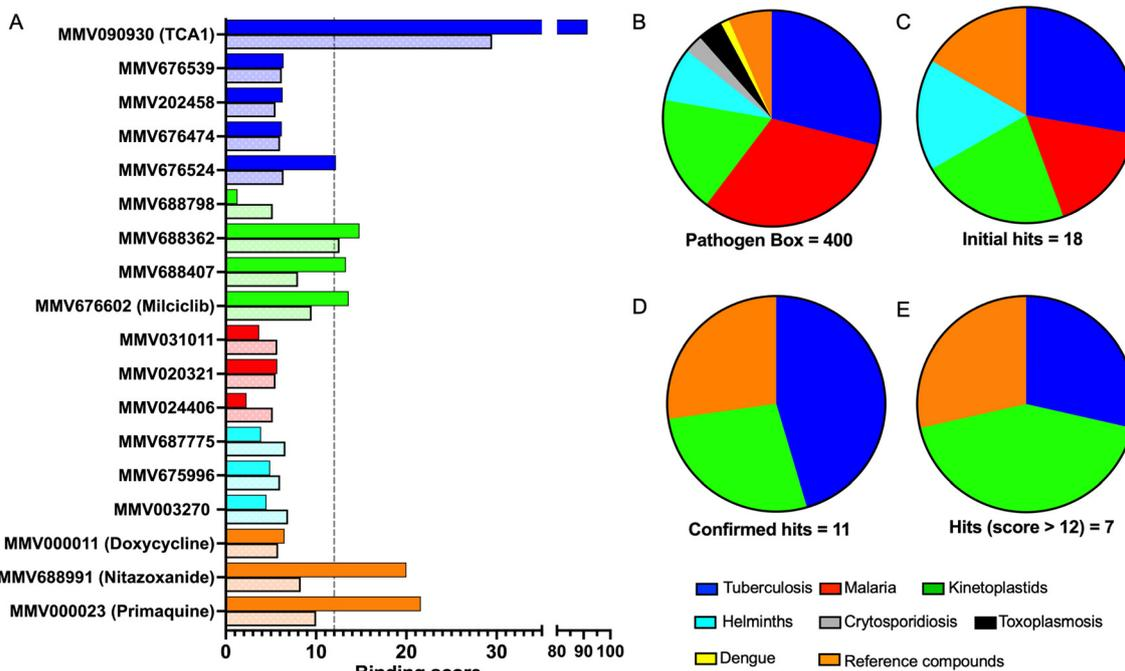 A
MMV090930 (TCA1)
MMV676539
MMV202458
MMV676474
MMV676524
MMV688798
MMV688362
MMV688407
MMV676602 (Milciclib)
MMV031011
MMV020321
MMV024406
MMV687775
MMV675996
MMV003270
MMV000011 (Doxycycline)
MMV688991 (Nitazoxanide)
MMV000023 (Primaquine)
0 10 20 30 80 90 100
Binding score
B
Pathogen Box = 400
C
Initial hits = 18
D
Confirmed hits = 11
E
Hits (score > 12) = 7
Tuberculosis Malaria Kinetoplastids
Helminths Crytosporidiosis Toxoplasmosis
Dengue Reference compounds